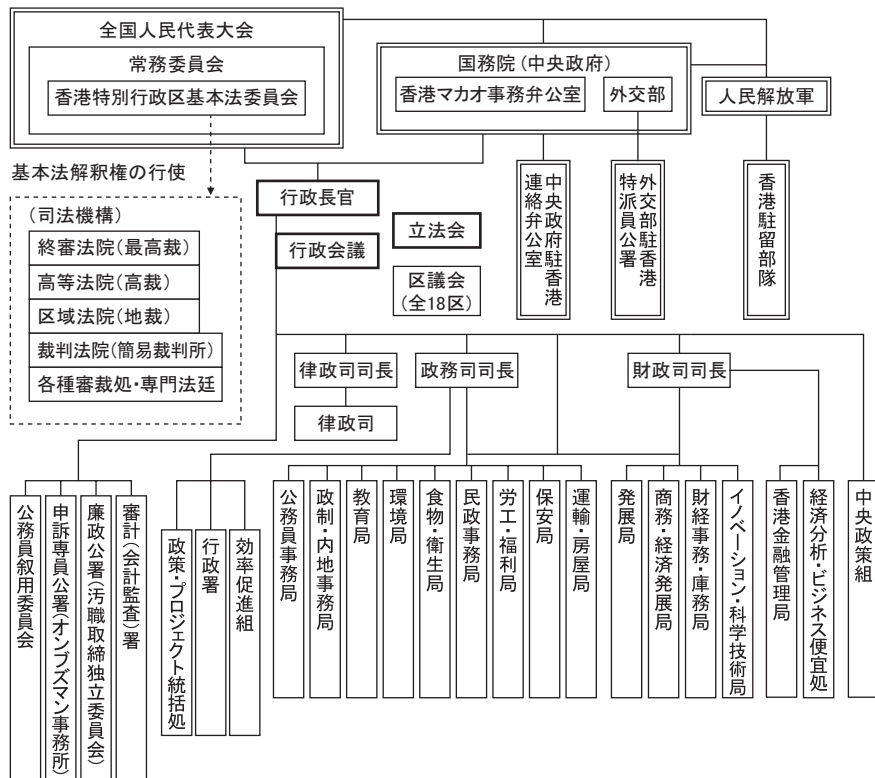 全国人民代表大会
常務委員会
香港特別行政区基本法委員会
国務院(中央政府)
香港マカオ事務弁公室
外交部
人民解放軍
基本法解釈権の行使
行政長官
行政会議
立法会
区議会
(全18区)
中央政府駐香港
連絡弁公室
外交部駐香港
特派員公署
香港駐留部隊
(司法機構)
終審法院(最高裁)
高等法院(高裁)
区域法院(地裁)
裁判法院(簡易裁判所)
各種審裁処・専門法廷
律政司司長
律政司
政務司司長
財政司司長
公務員叙用委員会
申訴専員公署(オンブズマン事務所)
廉政公署(汚職取締独立委員会)
審計(会計監査)署
政策・プロジェクト統括処
行政署
効率促進組
公務員事務局
政制・内地事務局
教育局
環境局
食物・衛生局
民政事務局
労工・福利局
保安局
運輸・房屋局
発展局
商務・経済発展局
財経事務・庫務局
イノベーション・科学技術局
香港金融管理局
経済分析・ビジネス便宜処
中央政策組